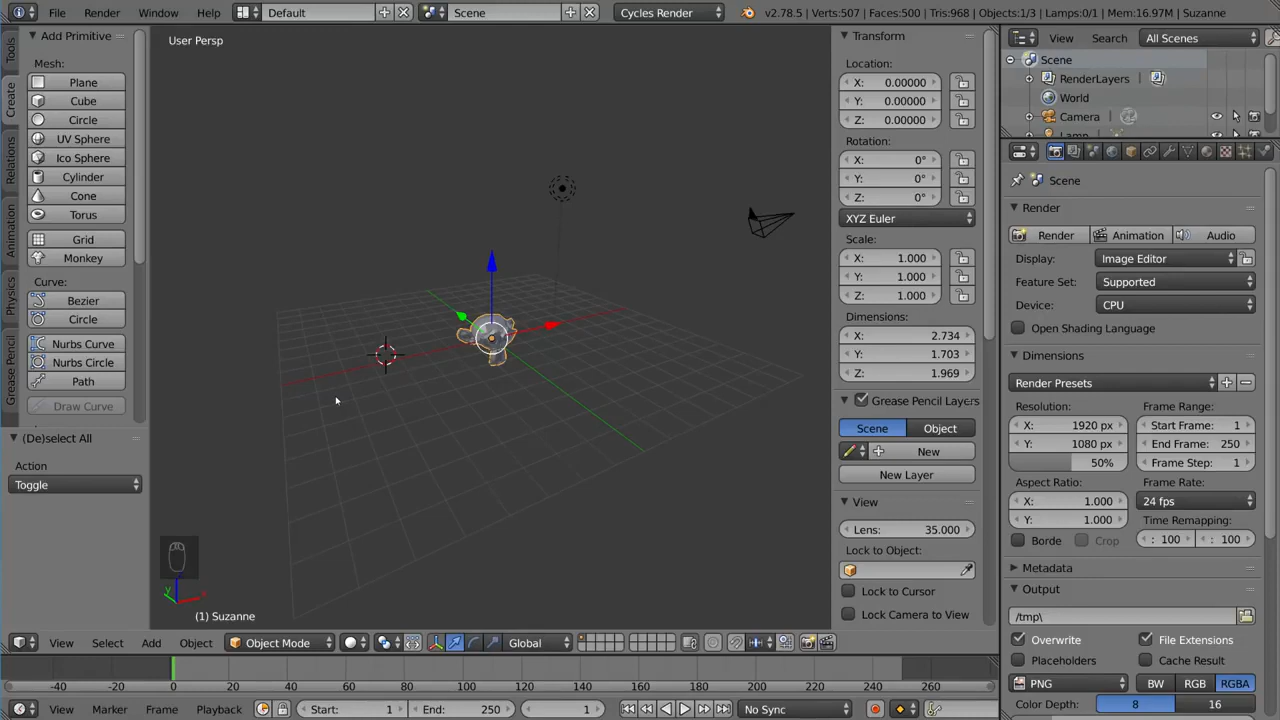 File Render Window Help Default Scene Cycles Render v2.78.5 | Verts:507 | Faces:500 | Tris:968 | Objects:1/3 | Lamps:0/1 | Mem:16.97M | Suzanne
Tools
Create
Relations
Animation
Physics
Grease Pencil
Add Primitive
Mesh:
Plane
Cube
Circle
UV Sphere
Ico Sphere
Cylinder
Cone
Torus
Grid
Monkey
Curve:
Bezier
Circle
Nurbs Curve
Nurbs Circle
Path
Draw Curve
(De)select All
Action
Toggle
User Persp
y
x
(1) Suzanne
View Select Add Object Object Mode Global
Transform
Location:
X: 0.00000
Y: 0.00000
Z: 0.00000
Rotation:
X: 0°
Y: 0°
Z: 0°
XYZ Euler
Scale:
X: 1.000
Y: 1.000
Z: 1.000
Dimensions:
X: 2.734
Y: 1.703
Z: 1.969
Grease Pencil Layers
Scene Object
New
New Layer
View
Lens: 35.000
Lock to Object:
Lock to Cursor
Lock Camera to View
View Search All Scenes
Scene
RenderLayers
World
Camera
Lamp
Scene
Render
Render Animation Audio
Display: Image Editor
Feature Set: Supported
Device: CPU
Open Shading Language
Dimensions
Render Presets
Resolution: Frame Range:
X: 1920 px Start Frame: 1
Y: 1080 px End Frame: 250
50% Frame Step: 1
Aspect Ratio: Frame Rate:
X: 1.000 24 fps
Y: 1.000 Time Remapping:
Borde Crop : 100 : 100
Metadata
Output
/tmp\
Overwrite File Extensions
Placeholders Cache Result
PNG BW RGB RGBA
Color Depth: 8 16
-40 -20 0 20 40 60 80 100 120 140 160 180 200 220 240 260
View Marker Frame Playback Start: 1 End: 250 1 No Sync